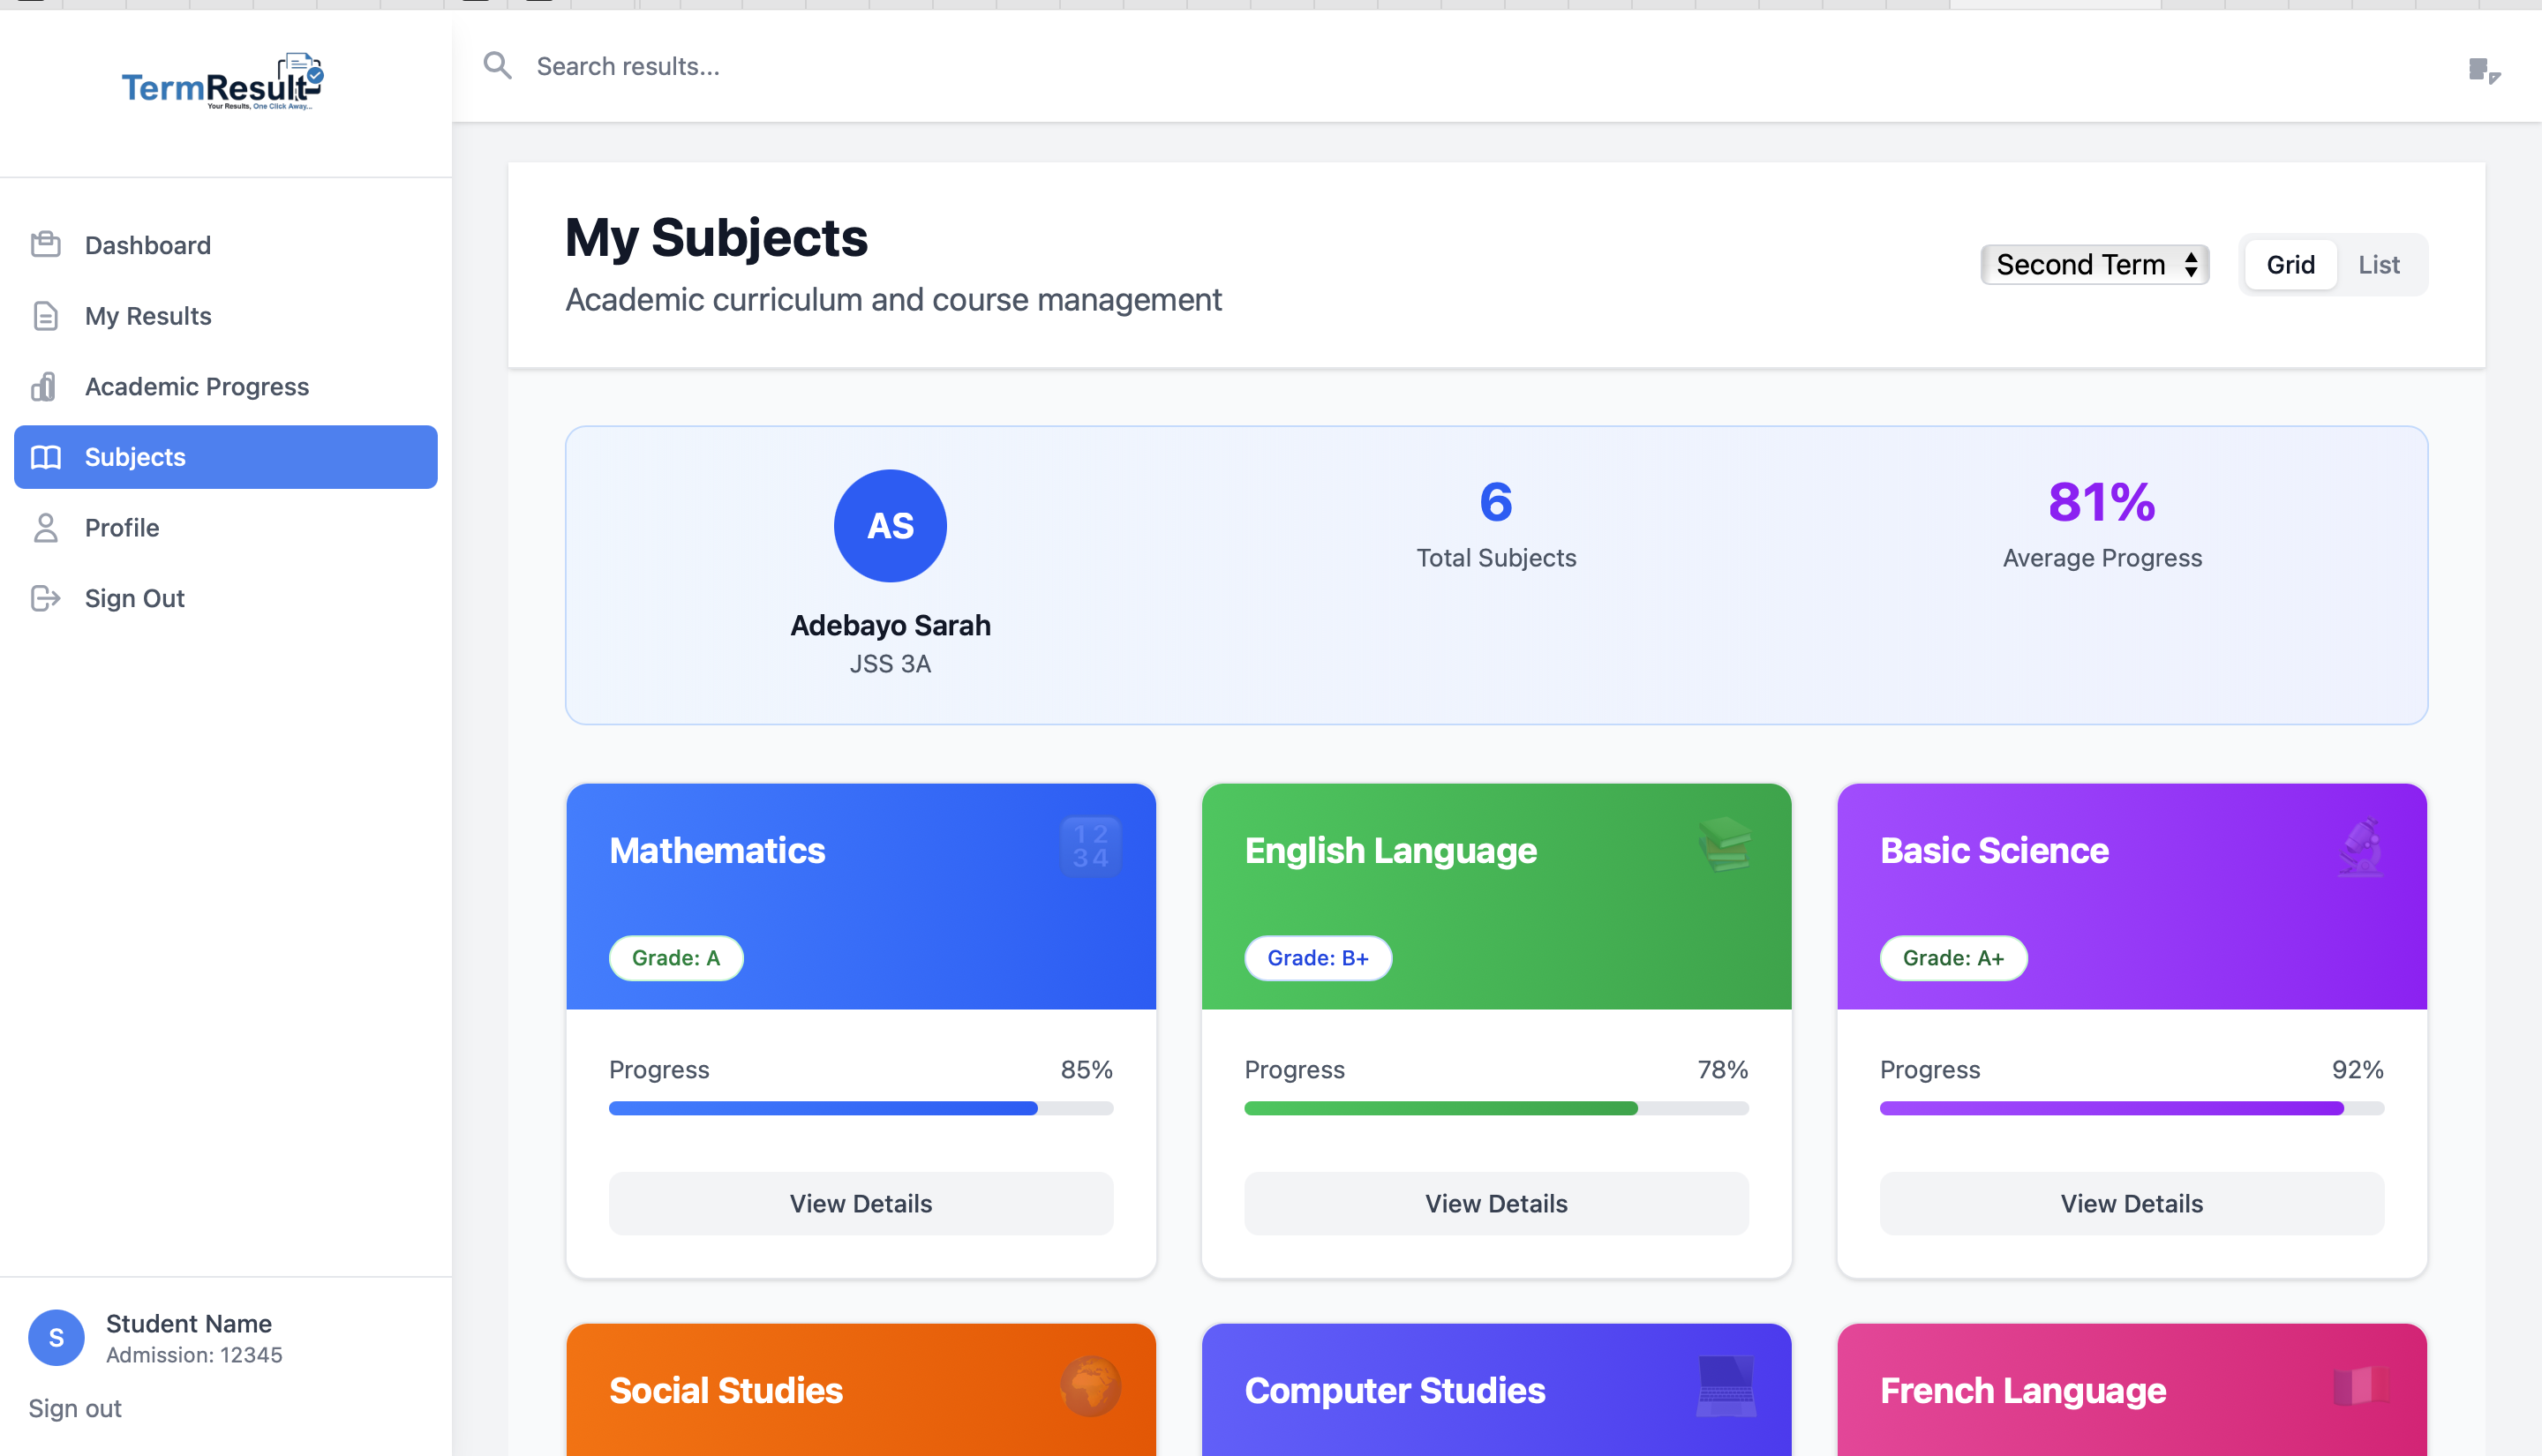 TermResult
Your Results, One Click Away...
Search results...
Dashboard
My Results
Academic Progress
Subjects
Profile
Sign Out
My Subjects
Academic curriculum and course management
Second Term
Grid
List
AS
Adebayo Sarah
JSS 3A
6
Total Subjects
81%
Average Progress
Mathematics
1 2
3 4
Grade: A
Progress
85%
View Details
English Language
Grade: B+
Progress
78%
View Details
Basic Science
Grade: A+
Progress
92%
View Details
Social Studies
Computer Studies
French Language
S
Student Name
Admission: 12345
Sign out